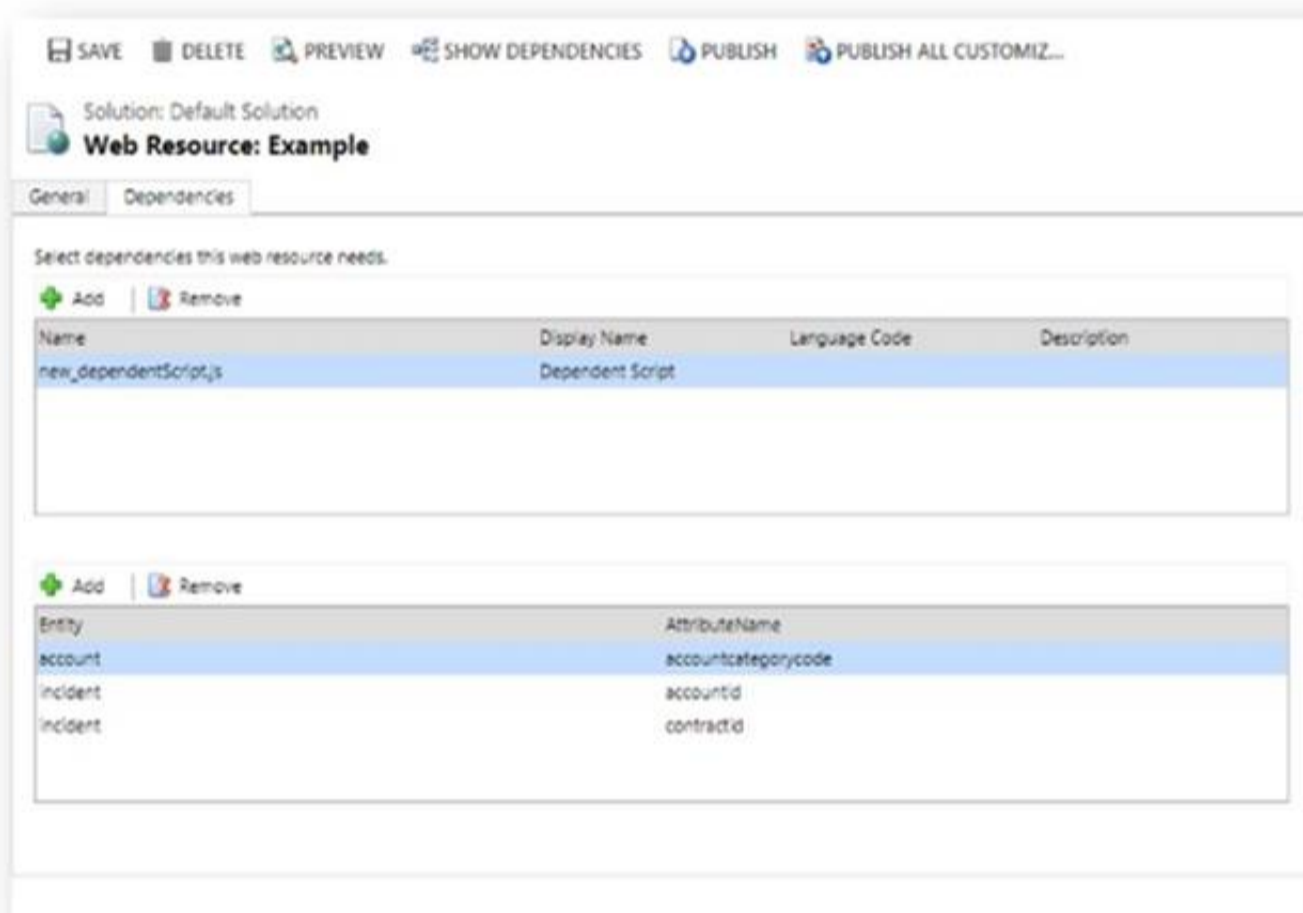 SAVE DELETE PREVIEW SHOW DEPENDENCIES PUBLISH PUBLISH ALL CUSTOMIZ...
Solution: Default Solution
Web Resource: Example
General Dependencies
Select dependencies this web resource needs.
Add Remove
Name Display Name Language Code Description
new_dependentScript.js Dependent Script
Add Remove
Entity AttributeName
account accountcategorycode
incident accountid
incident contractid